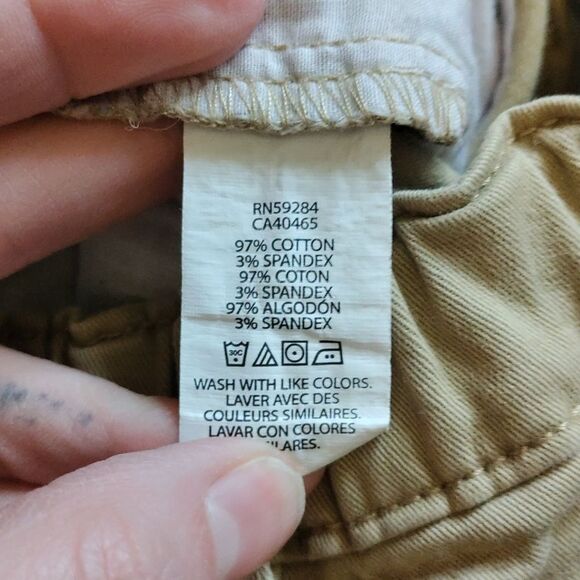 RN59284
CA40465
97% COTTON
3% SPANDEX
97% COTON
3% SPANDEX
97% ALGODÓN
3% SPANDEX
30C
WASH WITH LIKE COLORS.
LAVER AVEC DES
COULEURS SIMILAIRES.
LAVAR CON COLORES